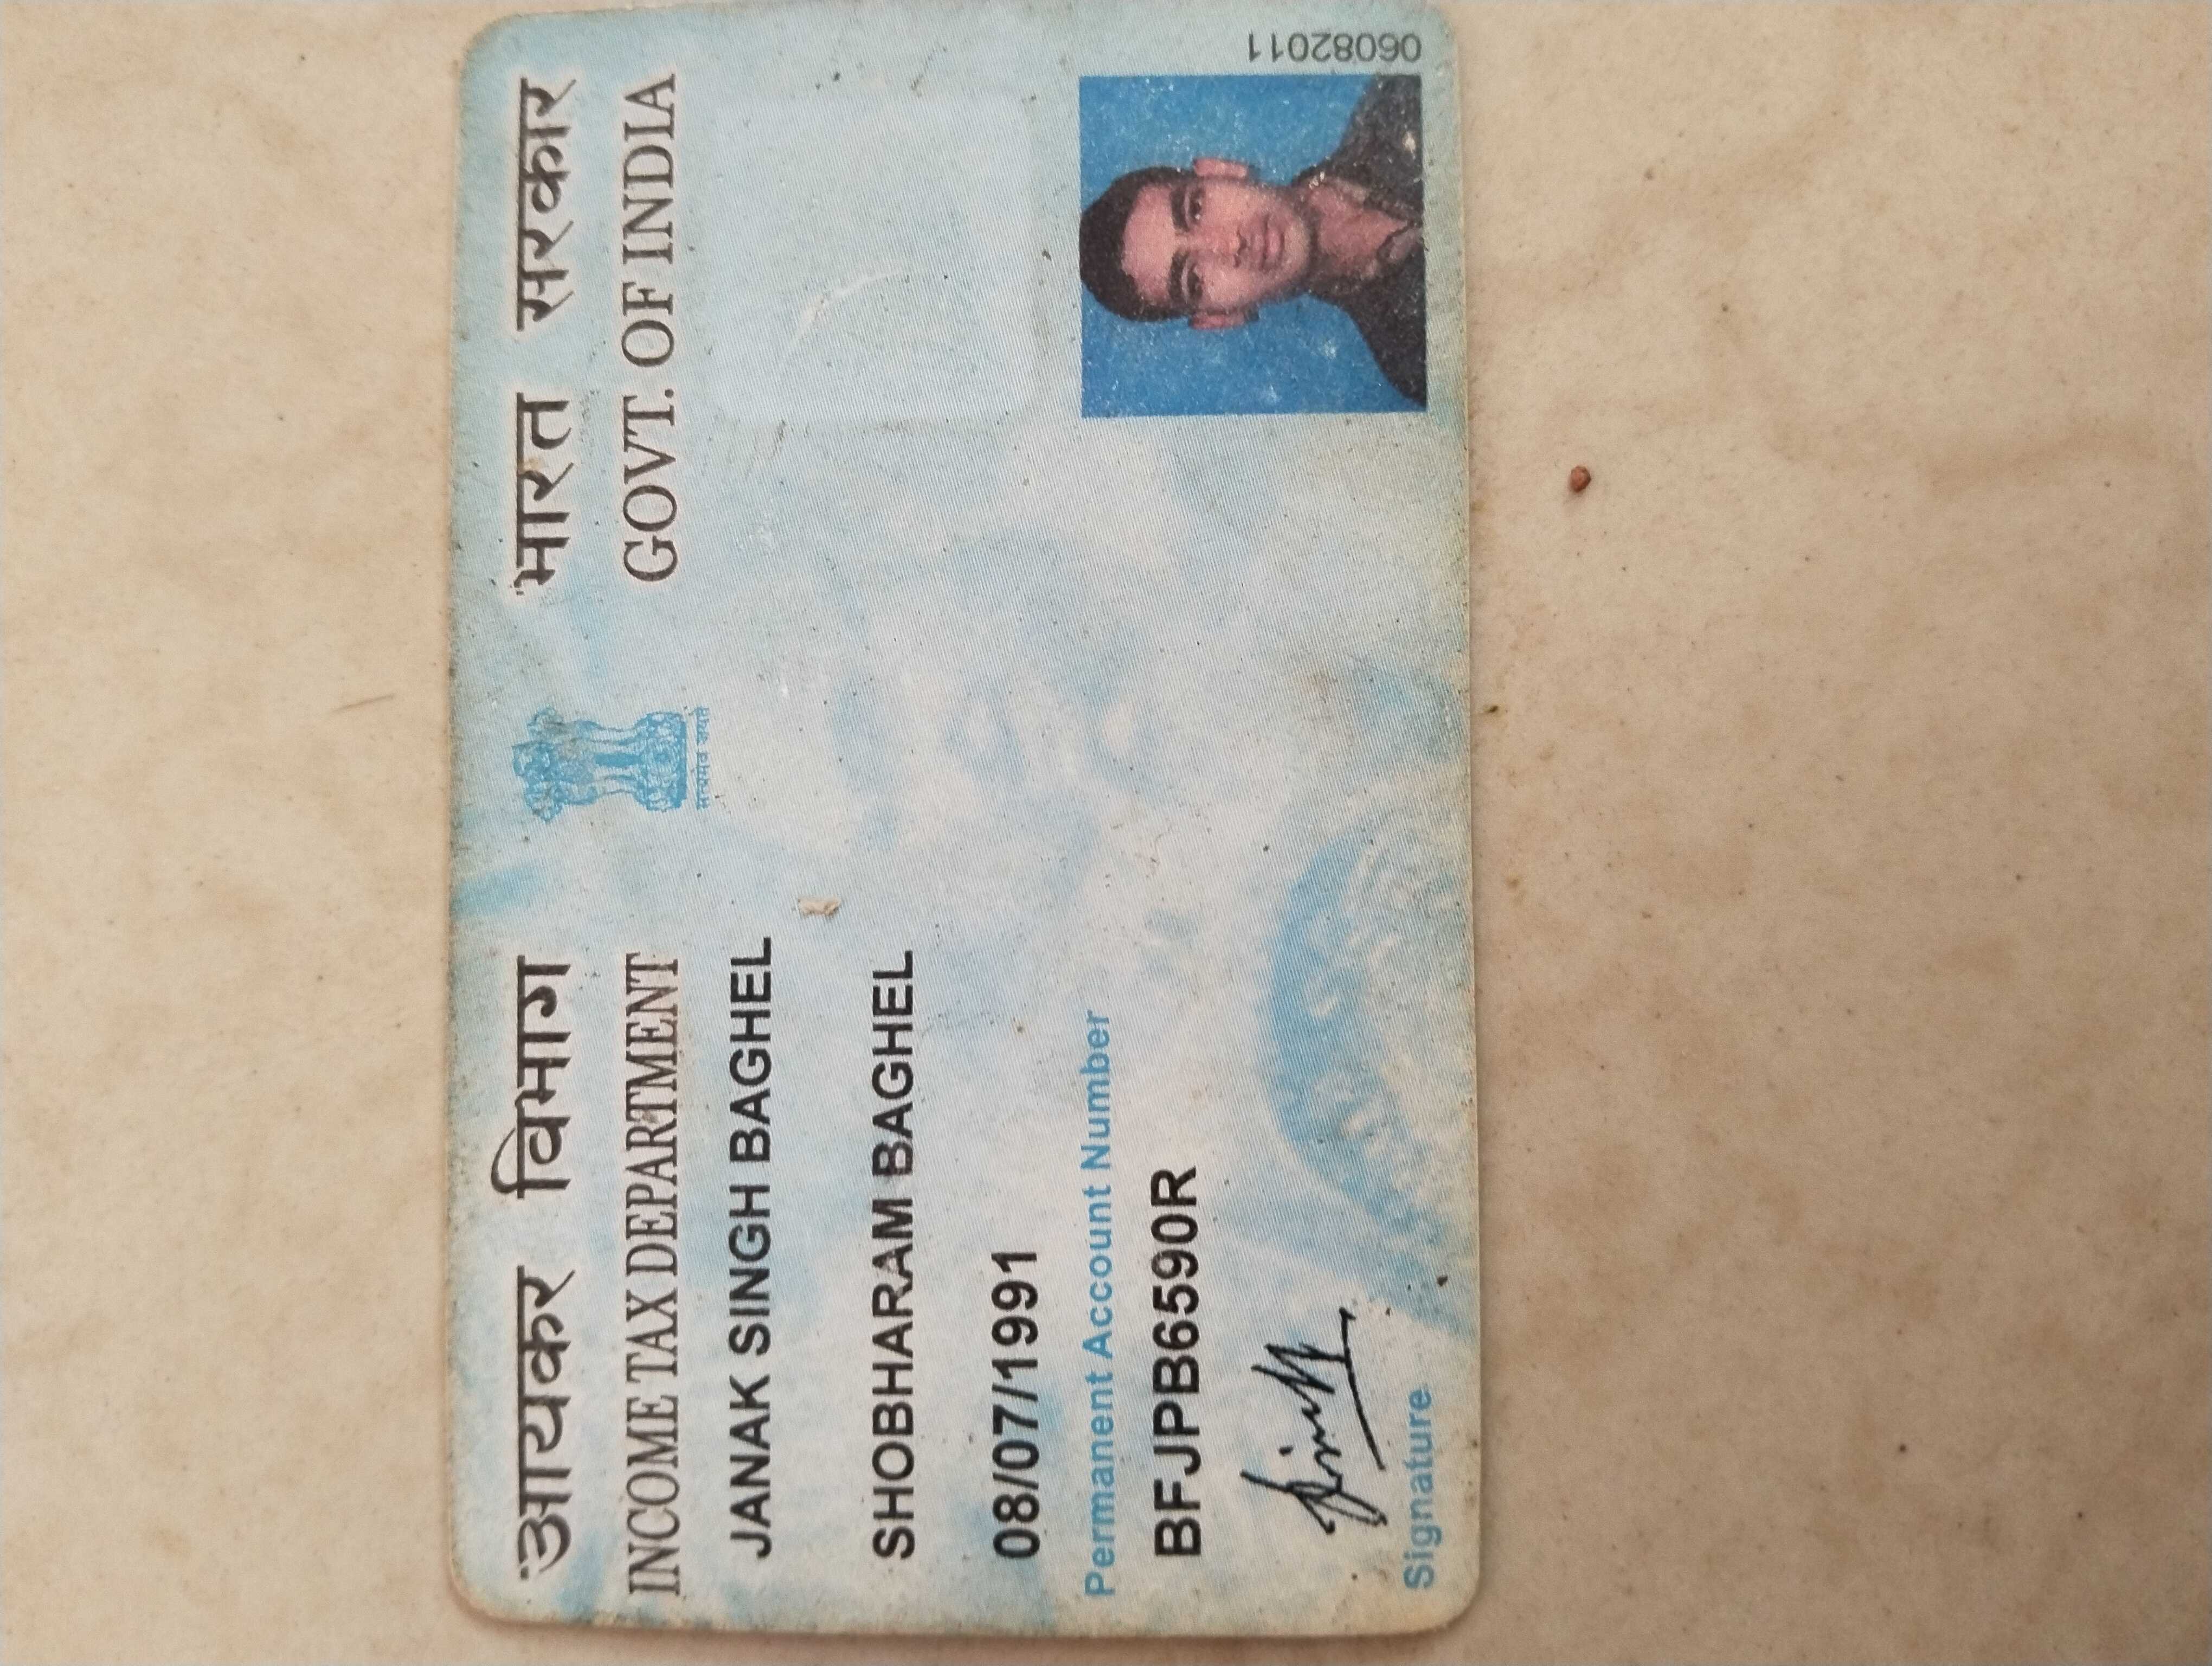 आयकर विभाग
INCOME TAX DEPARTMENT
भारत सरकार
GOVT. OF INDIA
सत्यमेव जयते
JANAK SINGH BAGHEL
SHOBHARAM BAGHEL
08/07/1991
Permanent Account Number
BFJPB6590R
Signature
06082011